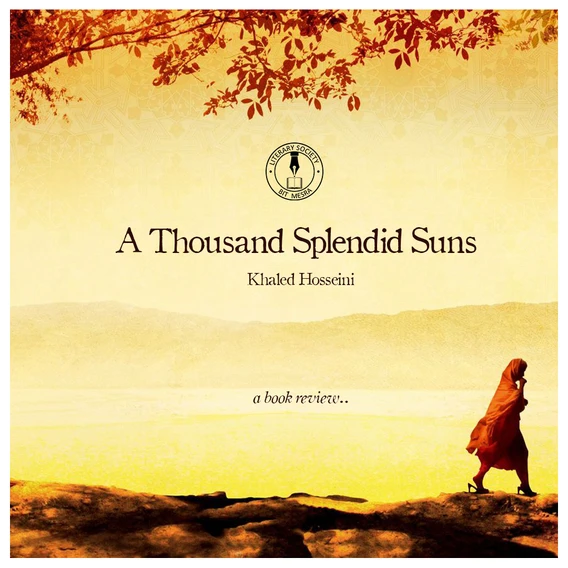 LITERARY SOCIETY
BIT MESRA
A Thousand Splendid Suns
Khaled Hosseini
a book review..